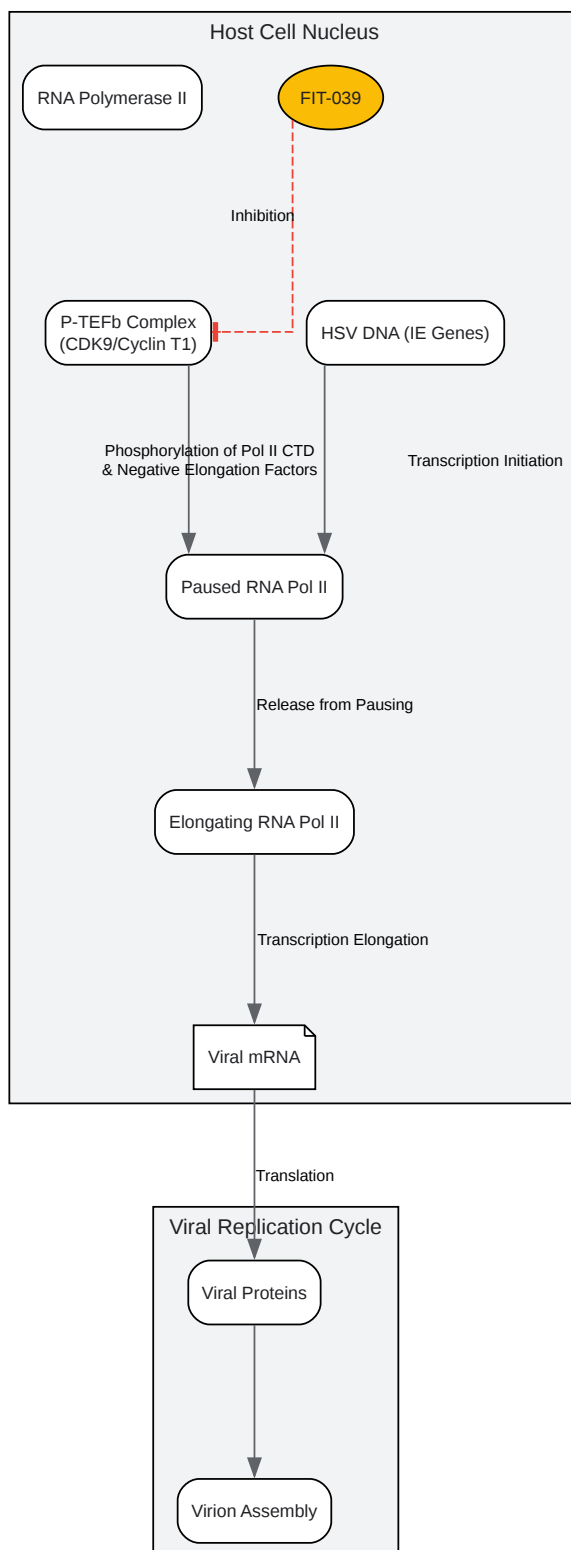 Host Cell Nucleus
RNA Polymerase II
FIT-039
Inhibition
P-TEFb Complex
(CDK9/Cyclin T1)
HSV DNA (IE Genes)
Phosphorylation of Pol II CTD
& Negative Elongation Factors
Transcription Initiation
Paused RNA Pol II
Release from Pausing
Elongating RNA Pol II
Transcription Elongation
Viral mRNA
Translation
Viral Replication Cycle
Viral Proteins
Virion Assembly